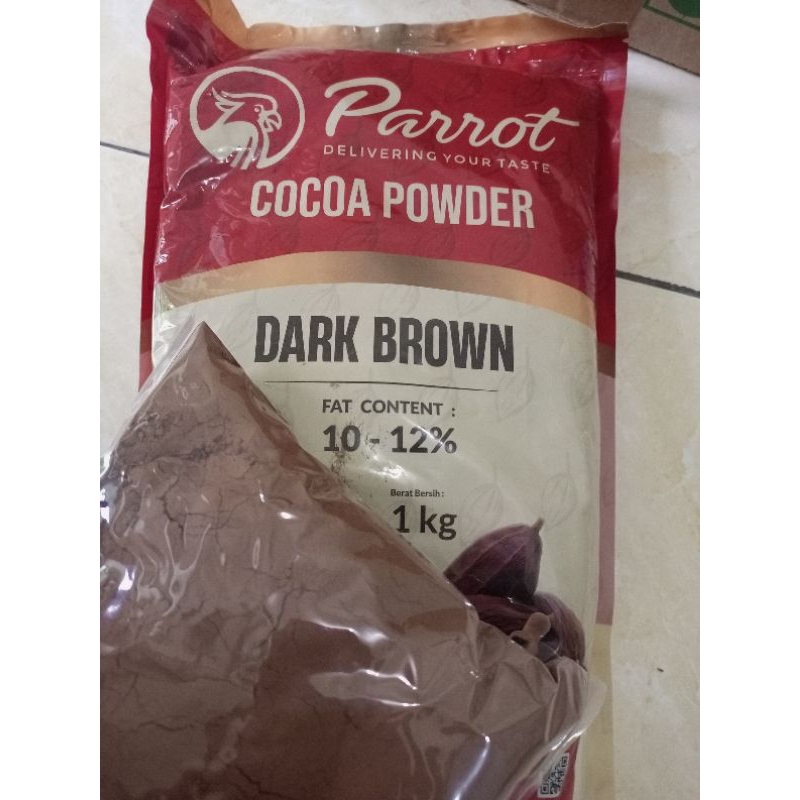 Parrot
DELIVERING YOUR TASTE
COCOA POWDER
DARK BROWN
FAT CONTENT :
10 - 12%
Berat Bersih :
1 kg